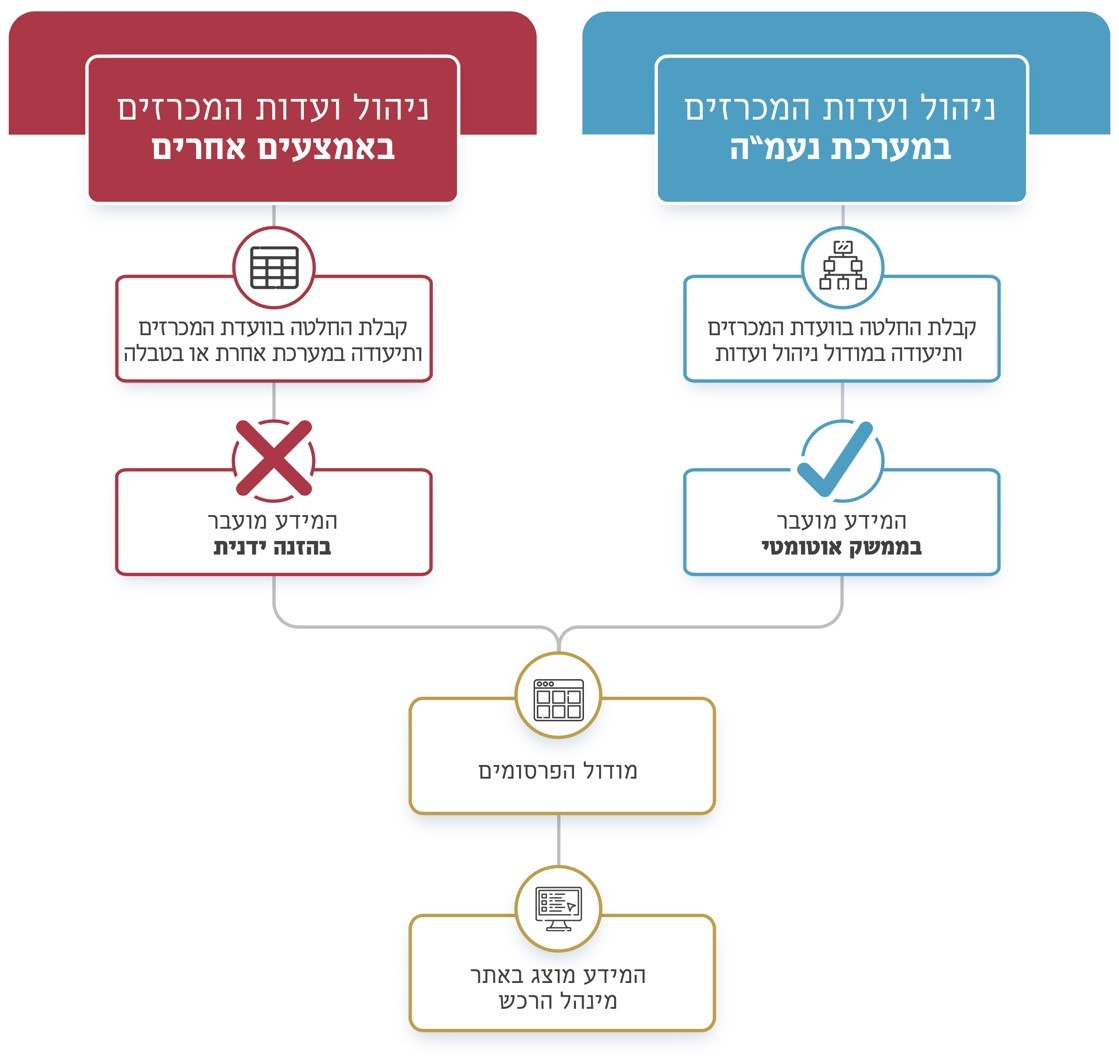 ניהול ועדות המכרזים
במערכת נעמ"ה
קבלת החלטה בוועדת המכרזים
ותיעודה במודול ניהול ועדות
המידע מועבר
בממשק אוטומטי
ניהול ועדות המכרזים
באמצעים אחרים
קבלת החלטה בוועדת המכרזים
ותיעודה במערכת אחרת או בטבלה
המידע מועבר
בהזנה ידנית
מודול הפרסומים
המידע מוצג באתר
מינהל הרכש